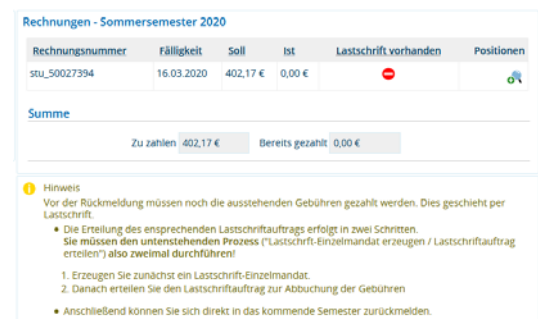 Rechnungen - Sommersemester 2020
Rechnungsnummer Fälligkeit Soll Ist Lastschrift vorhanden Positionen
stu_50027394 16.03.2020 402,17 € 0,00 €
Summe
Zu zahlen 402,17 € Bereits gezahlt 0,00 €
Hinweis
Vor der Rückmeldung müssen noch die ausstehenden Gebühren gezahlt werden. Dies geschieht per
Lastschrift.
• Die Erteilung des ensprechenden Lastschriftauftrags erfolgt in zwei Schritten.
Sie müssen den untenstehenden Prozess ("Lastschrft-Einzelmandat erzeugen / Lastschriftauftrag
erteilen") also zweimal durchführen!
1. Erzeugen Sie zunächst ein Lastschrift-Einzelmandat.
2. Danach erteilen Sie den Lastschriftauftrag zur Abbuchung der Gebühren
• Anschließend können Sie sich direkt in das kommende Semester zurückmelden.